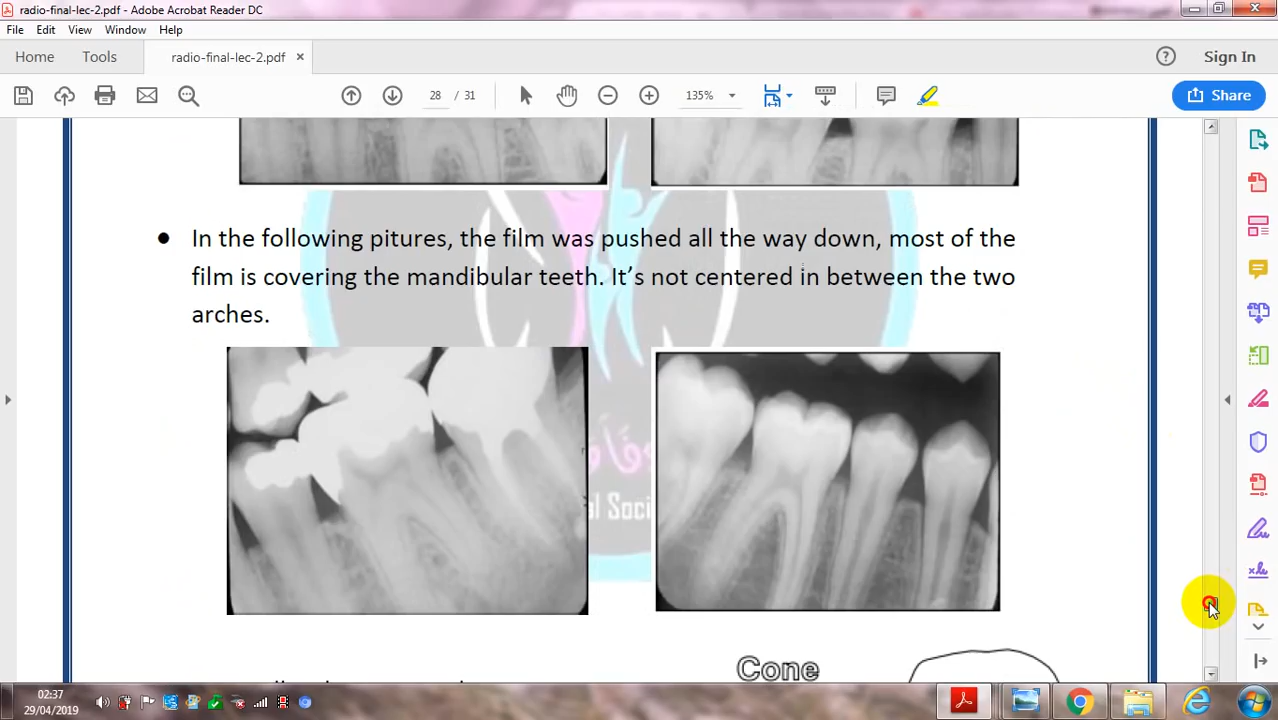 radio-final-lec-2.pdf - Adobe Acrobat Reader DC
File Edit View Window Help
Home Tools radio-final-lec-2.pdf × Sign In
28 / 31 135% Share
• In the following pitures, the film was pushed all the way down, most of the
film is covering the mandibular teeth. It's not centered in between the two
arches.
al Soci
Cone
02:37
29/04/2019